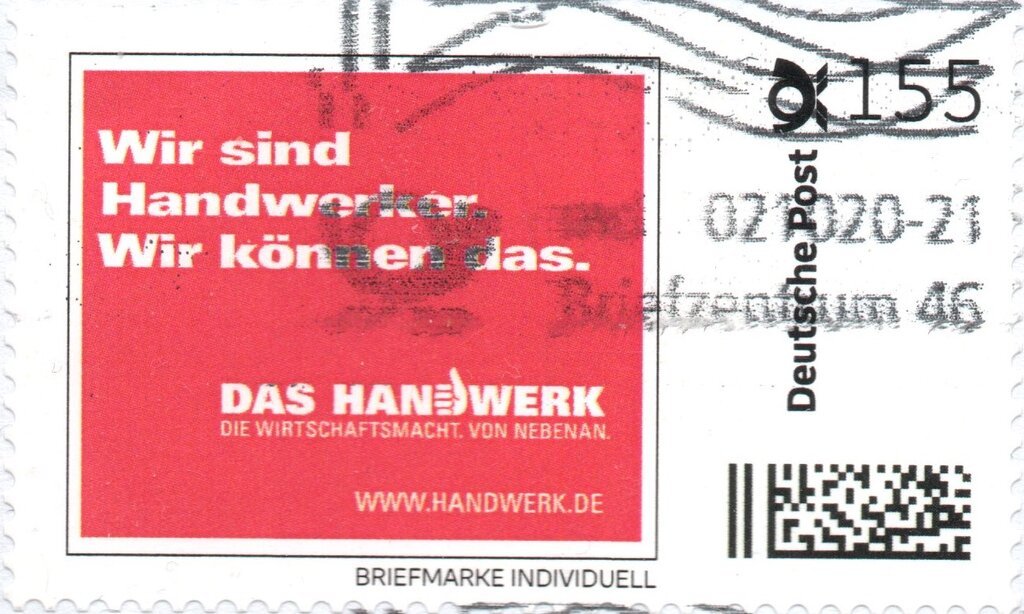 Wir sind
Handwerker.
Wir können das.
DAS HANDWERK
DIE WIRTSCHAFTSMACHT. VON NEBENAN.
WWW.HANDWERK.DE
BRIEFMARKE INDIVIDUELL
155
Deutsche Post
021020-21
Briefzentrum 46